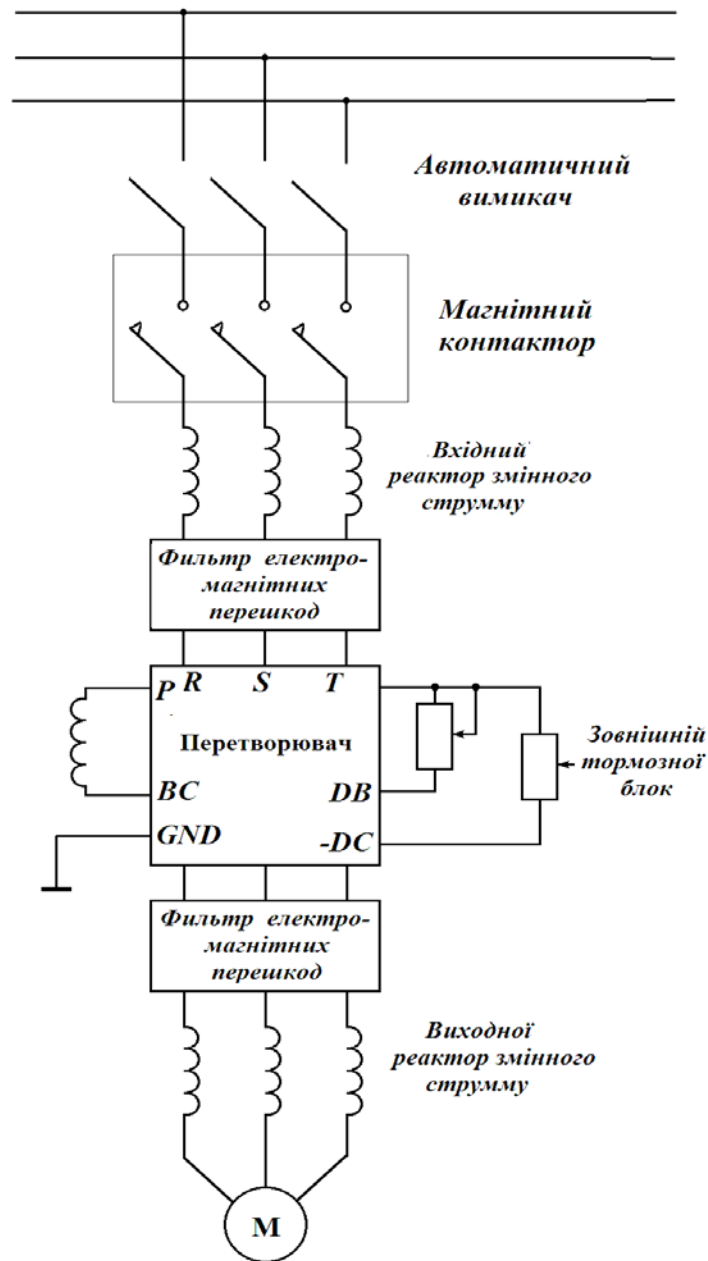 Автоматичний
вимикач
Магнітний
контактор
Вхідний
реактор змінного
струмму
Фильтр електро-
магнітних
перешкод
P R S T
Перетворювач
BC
DB
GND
-DC
Зовнішній
тормозної
блок
Фильтр електро-
магнітних
перешкод
Виходної
реактор змінного
струмму
M